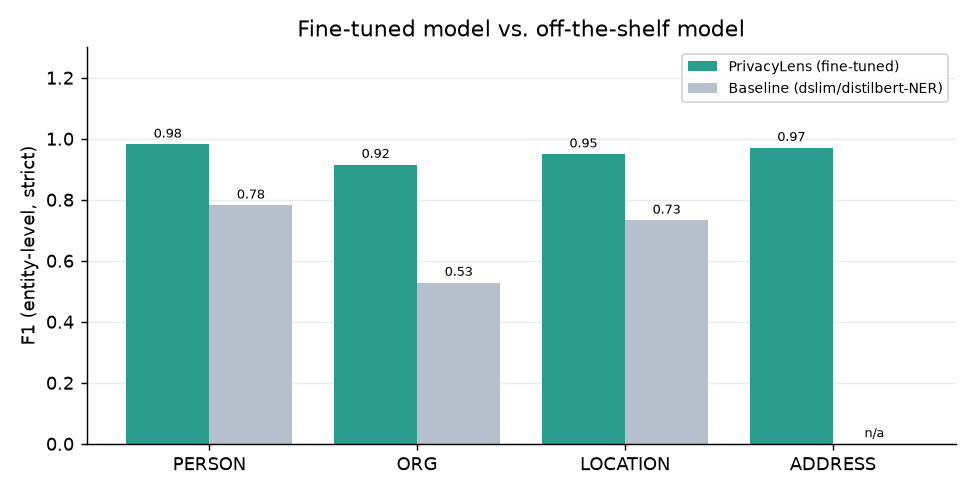 Fine-tuned model vs. off-the-shelf model
PrivacyLens (fine-tuned)
Baseline (dslim/distilbert-NER)
F1 (entity-level, strict)
1.2
1.0
0.8
0.6
0.4
0.2
0.0
0.98
0.78
0.92
0.53
0.95
0.73
0.97
n/a
PERSON
ORG
LOCATION
ADDRESS